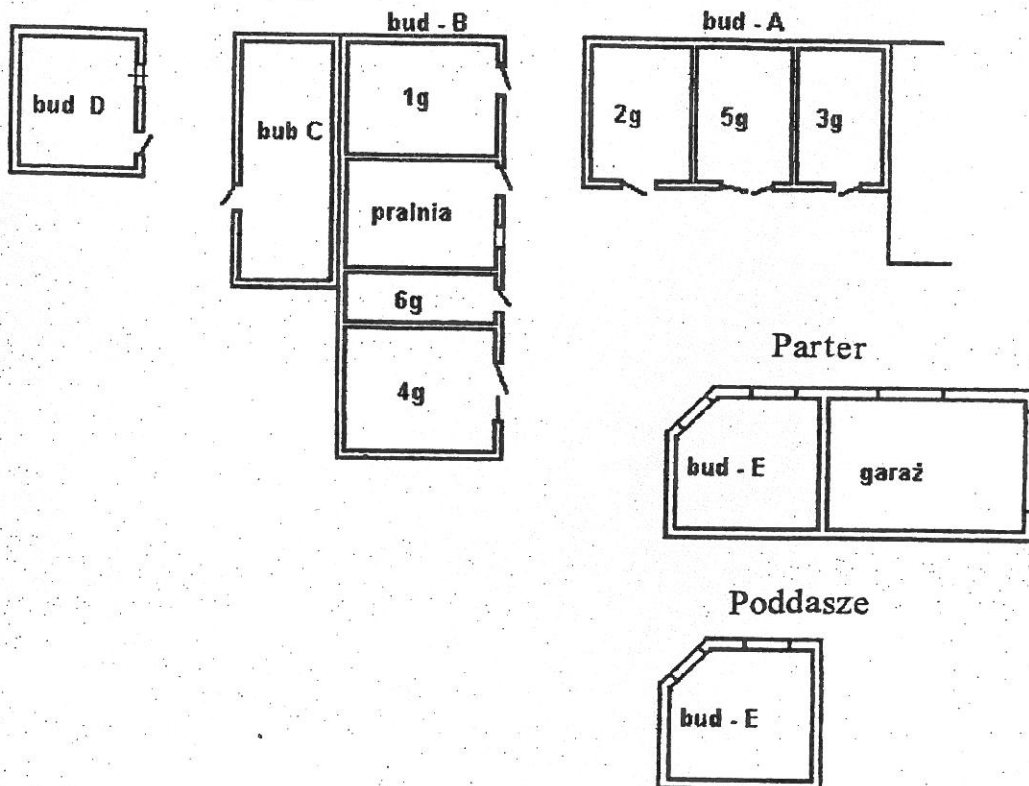 bud - B
bud - A
bud D
bub C
1g
2g
5g
3g
pralnia
6g
4g
Parter
bud - E
garaż
Poddasze
bud - E